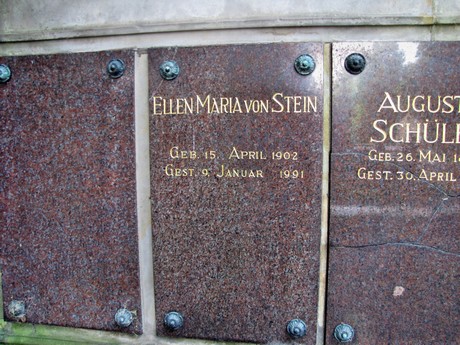 ELLEN MARIA VON STEIN
GEB. 15. APRIL 1902
GEST. 9. JANUAR 1991
AUGUST
SCHÜL
GEB. 26. MAI
GEST. 30. APRIL